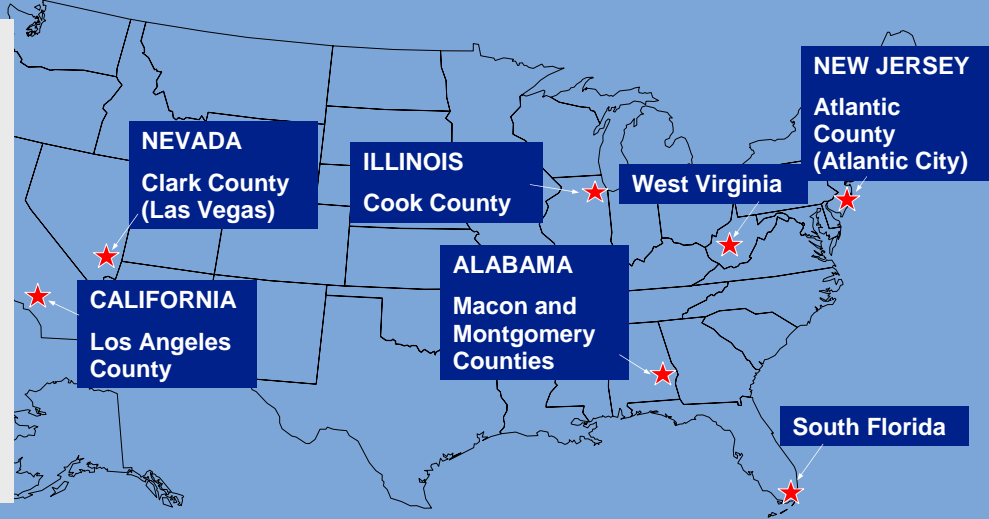 NEW JERSEY
Atlantic
County
(Atlantic City)
NEVADA
Clark County
(Las Vegas)
ILLINOIS
Cook County
West Virginia
ALABAMA
Macon and
Montgomery
Counties
CALIFORNIA
Los Angeles
County
South Florida